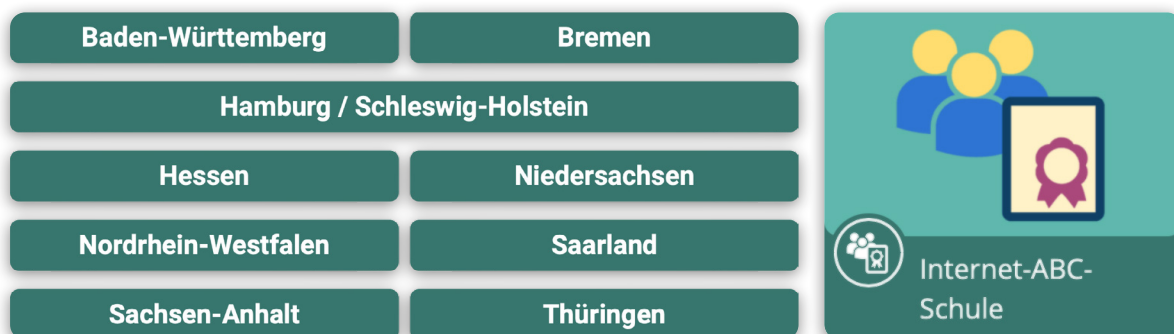 Baden-Württemberg
Bremen
Hamburg / Schleswig-Holstein
Hessen
Niedersachsen
Nordrhein-Westfalen
Saarland
Sachsen-Anhalt
Thüringen
Internet-ABC-
Schule